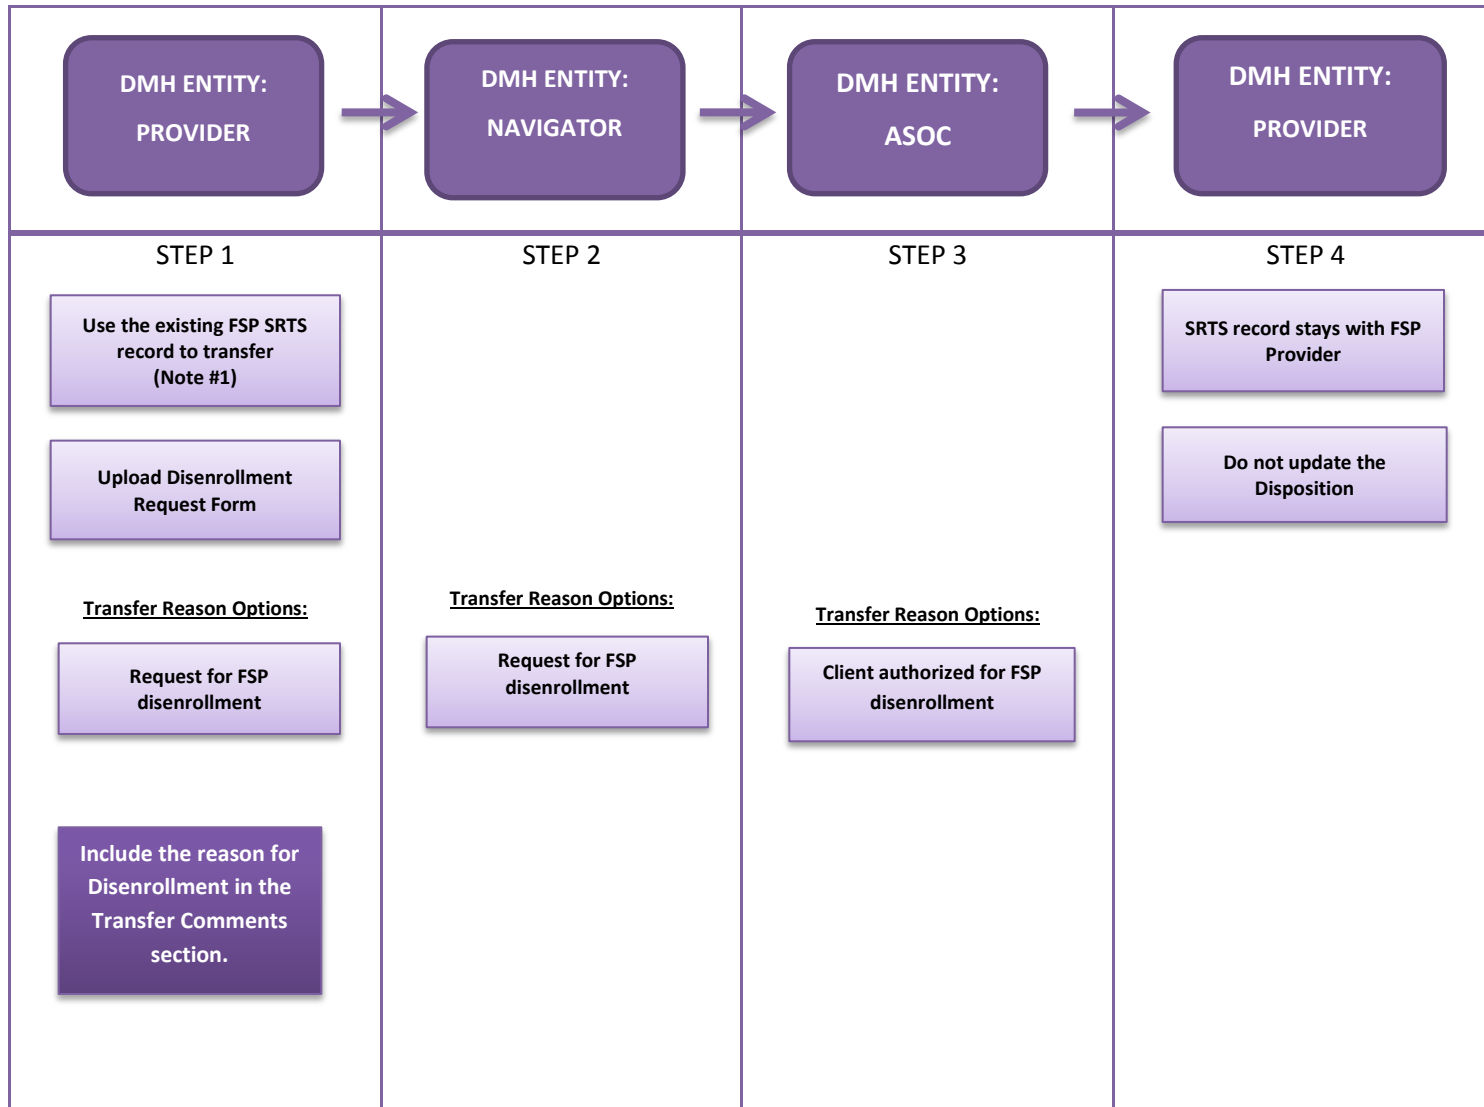 DMH ENTITY:
PROVIDER
DMH ENTITY:
NAVIGATOR
DMH ENTITY:
ASOC
DMH ENTITY:
PROVIDER
STEP 1
Use the existing FSP SRTS
record to transfer
(Note #1)
Upload Disenrollment
Request Form
Transfer Reason Options:
Request for FSP
disenrollment
Include the reason for
Disenrollment in the
Transfer Comments
section.
STEP 2
Transfer Reason Options:
Request for FSP
disenrollment
STEP 3
Transfer Reason Options:
Client authorized for FSP
disenrollment
STEP 4
SRTS record stays with FSP
Provider
Do not update the
Disposition